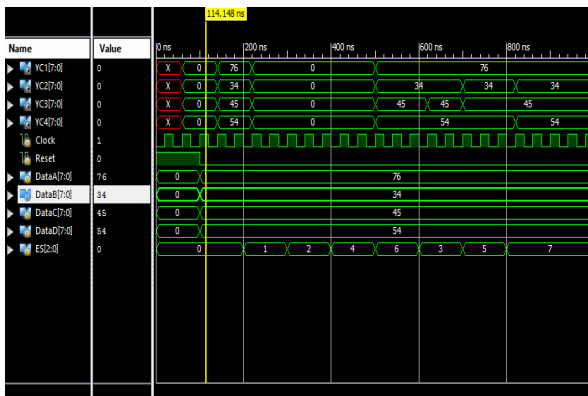 114.148 ns
Name Value 0 ns 200 ns 400 ns 600 ns 800 ns
YC1[7:0] 0 X 0 76 0 76
YC2[7:0] 0 X 0 34 0 34 34 34
YC3[7:0] 0 X 0 45 0 45 45 45
YC4[7:0] 0 X 0 54 0 54 54
Clock 1
Reset 0
DataA[7:0] 76 0 76
DataB[7:0] 34 0 34
DataC[7:0] 45 0 45
DataD[7:0] 54 0 54
ES[2:0] 0 0 1 2 4 6 3 5 7